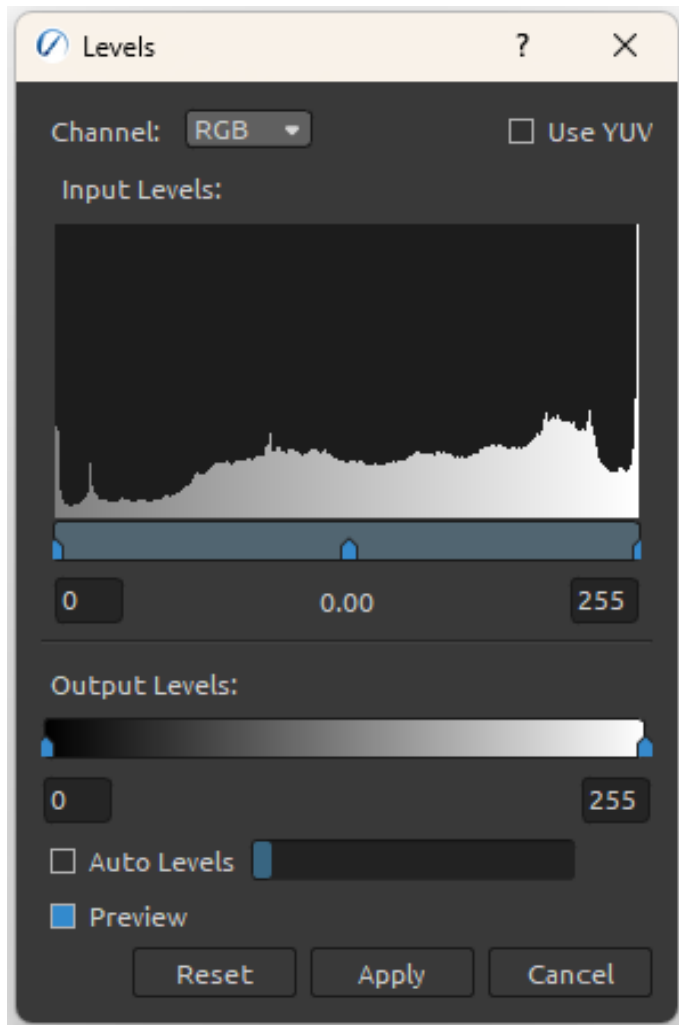 Levels ?
Channel: RGB Use YUV
Input Levels:
0 0.00 255
Output Levels:
0 255
Auto Levels
Preview
Reset Apply Cancel